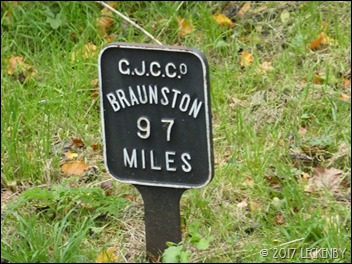 G.J.C.Cº
BRAUNSTON
97
MILES
©2017 LECKENBY